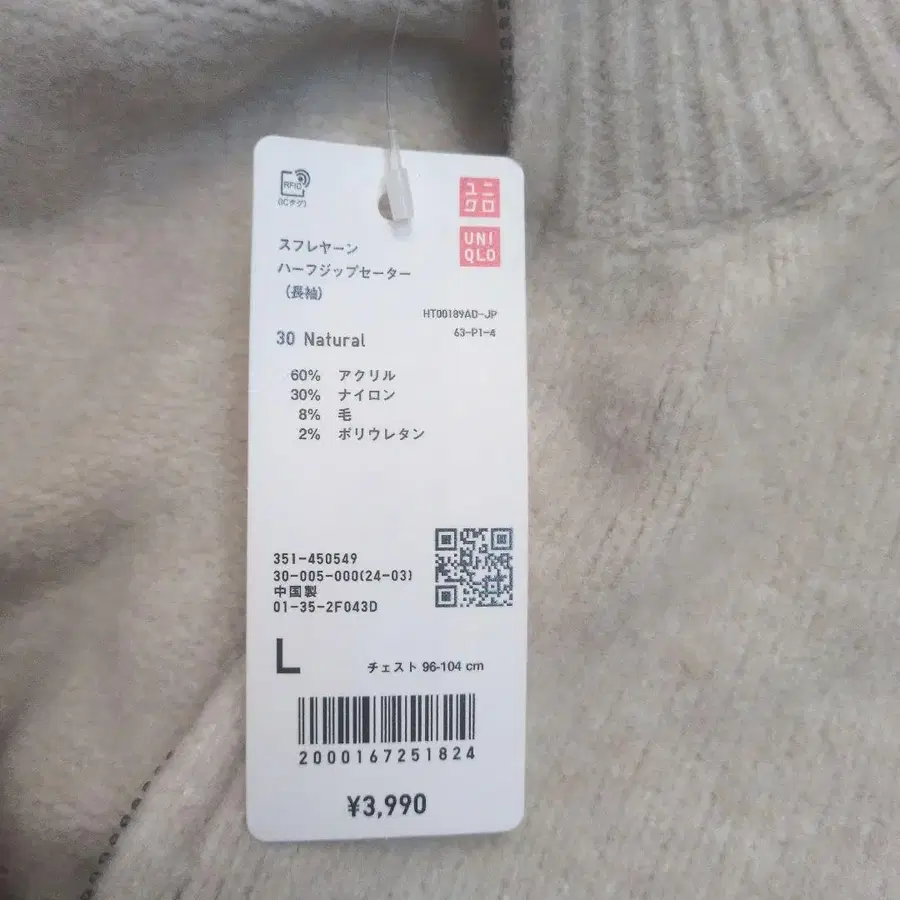 RFID
(ICタグ)
ユニ
クロ
UNI
QLO
スフレヤーン
ハーフジップセーター
(長袖)
HT00189AD-JP
63-P1-4
30 Natural
60% アクリル
30% ナイロン
8% 毛
2% ポリウレタン
351-450549
30-005-000(24-03)
中国製
01-35-2F043D
L
チェスト 96-104 cm
2000167251824
¥3,990